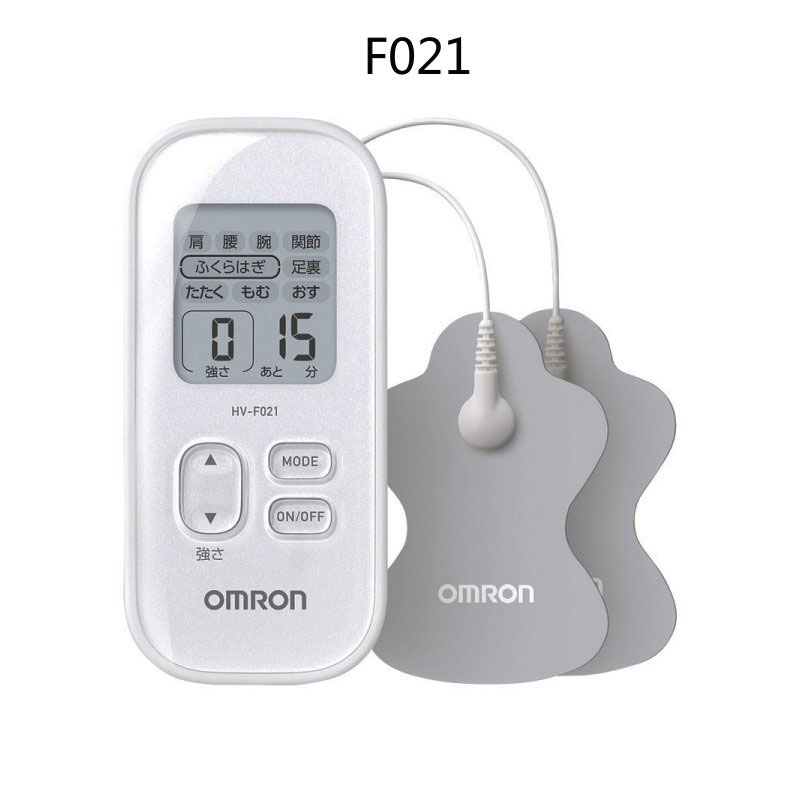 F021
肩 腰 腕 関節
ふくらはぎ 足裏
たたく もむ おす
0 15
強さ あと 分
HV-F021
▲ MODE
▼ ON/OFF
強さ
OMRON
OMRON
N